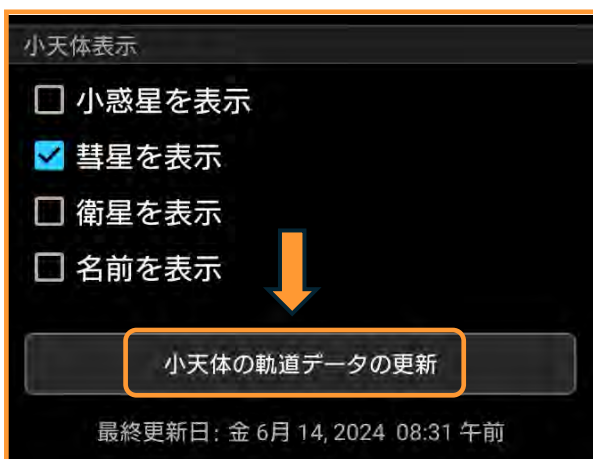 小天体表示
小惑星を表示
彗星を表示
衛星を表示
名前を表示
小天体の軌道データの更新
最終更新日: 金 6月 14, 2024 08:31 午前